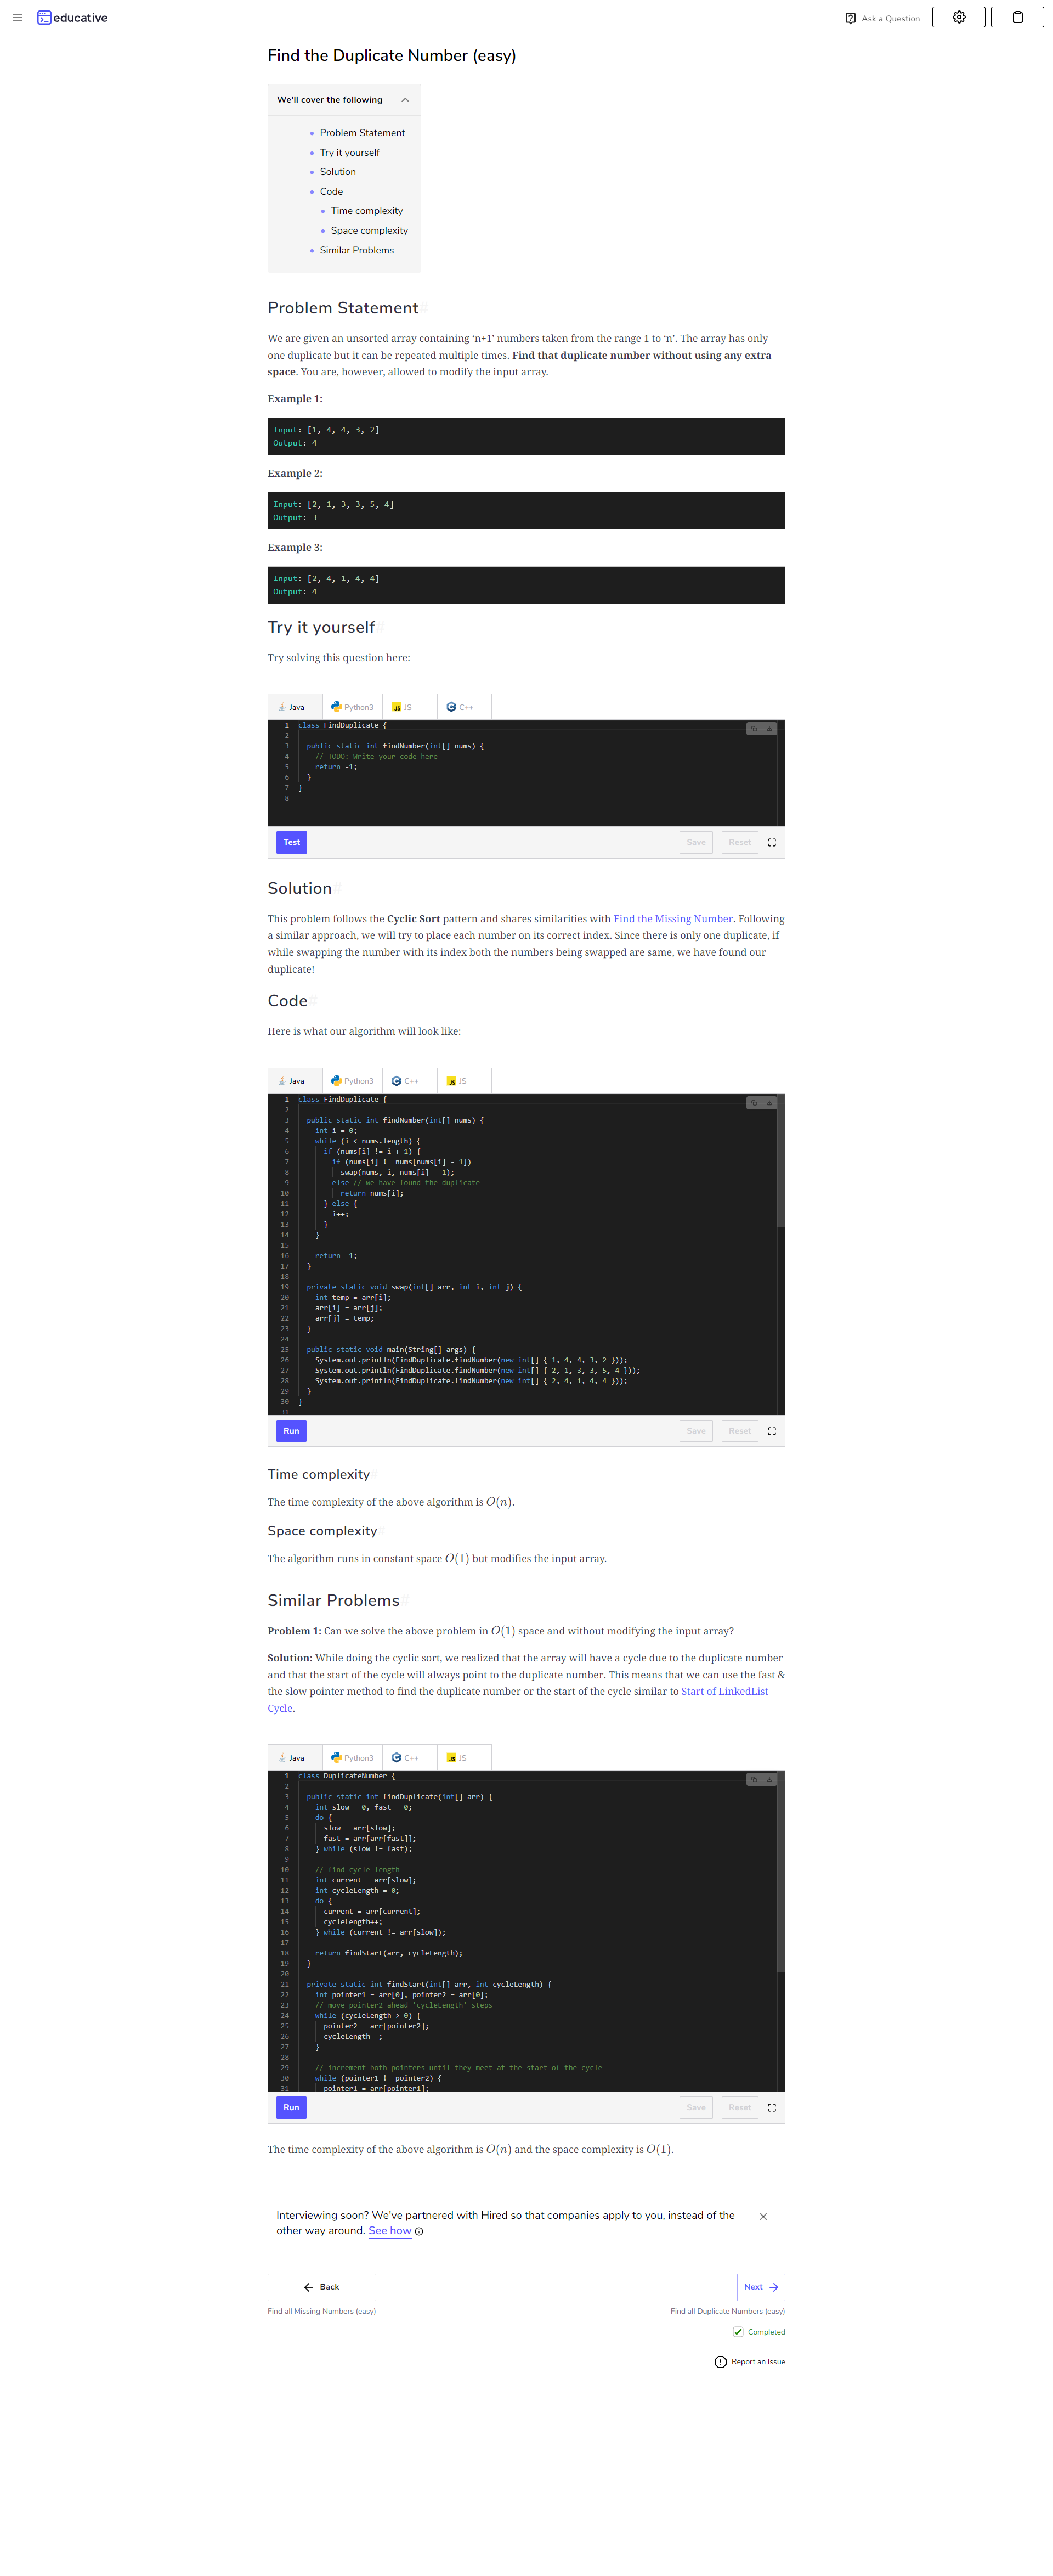 educative
Ask a Question
Find the Duplicate Number (easy)
We'll cover the following
Problem Statement
Try it yourself
Solution
Code
Time complexity
Space complexity
Similar Problems
Problem Statement#
We are given an unsorted array containing ‘n+1’ numbers taken from the range 1 to ‘n’. The array has only
one duplicate but it can be repeated multiple times. Find that duplicate number without using any extra
space. You are, however, allowed to modify the input array.
Example 1:
Input: [1, 4, 4, 3, 2]
Output: 4
Example 2:
Input: [2, 1, 3, 3, 5, 4]
Output: 3
Example 3:
Input: [2, 4, 1, 4, 4]
Output: 4
Try it yourself#
Try solving this question here:
Java Python3 JS C++
1 class FindDuplicate {
2
3 public static int findNumber(int[] nums) {
4 // TODO: Write your code here
5 return -1;
6 }
7 }
8
Test Save Reset
Solution#
This problem follows the Cyclic Sort pattern and shares similarities with Find the Missing Number. Following
a similar approach, we will try to place each number on its correct index. Since there is only one duplicate, if
while swapping the number with its index both the numbers being swapped are same, we have found our
duplicate!
Code#
Here is what our algorithm will look like:
Java Python3 C++ JS
1 class FindDuplicate {
2
3 public static int findNumber(int[] nums) {
4 int i = 0;
5 while (i < nums.length) {
6 if (nums[i] != i + 1) {
7 if (nums[i] != nums[nums[i] - 1])
8 swap(nums, i, nums[i] - 1);
9 else // we have found the duplicate
10 return nums[i];
11 } else {
12 i++;
13 }
14 }
15
16 return -1;
17 }
18
19 private static void swap(int[] arr, int i, int j) {
20 int temp = arr[i];
21 arr[i] = arr[j];
22 arr[j] = temp;
23 }
24
25 public static void main(String[] args) {
26 System.out.println(FindDuplicate.findNumber(new int[] { 1, 4, 4, 3, 2 }));
27 System.out.println(FindDuplicate.findNumber(new int[] { 2, 1, 3, 3, 5, 4 }));
28 System.out.println(FindDuplicate.findNumber(new int[] { 2, 4, 1, 4, 4 }));
29 }
30 }
31
Run Save Reset
Time complexity
The time complexity of the above algorithm is O(n).
Space complexity
The algorithm runs in constant space O(1) but modifies the input array.
Similar Problems#
Problem 1: Can we solve the above problem in O(1) space and without modifying the input array?
Solution: While doing the cyclic sort, we realized that the array will have a cycle due to the duplicate number
and that the start of the cycle will always point to the duplicate number. This means that we can use the fast &
the slow pointer method to find the duplicate number or the start of the cycle similar to Start of LinkedList
Cycle.
Java Python3 C++ JS
1 class DuplicateNumber {
2
3 public static int findDuplicate(int[] arr) {
4 int slow = 0, fast = 0;
5 do {
6 slow = arr[slow];
7 fast = arr[arr[fast]];
8 } while (slow != fast);
9
10 // find cycle length
11 int current = arr[slow];
12 int cycleLength = 0;
13 do {
14 current = arr[current];
15 cycleLength++;
16 } while (current != arr[slow]);
17
18 return findStart(arr, cycleLength);
19 }
20
21 private static int findStart(int[] arr, int cycleLength) {
22 int pointer1 = arr[0], pointer2 = arr[0];
23 // move pointer2 ahead 'cycleLength' steps
24 while (cycleLength > 0) {
25 pointer2 = arr[pointer2];
26 cycleLength--;
27 }
28
29 // increment both pointers until they meet at the start of the cycle
30 while (pointer1 != pointer2) {
31 pointer1 = arr[pointer1];
Run Save Reset
The time complexity of the above algorithm is O(n) and the space complexity is O(1).
Interviewing soon? We've partnered with Hired so that companies apply to you, instead of the
other way around. See how
Back Next
Find all Missing Numbers (easy) Find all Duplicate Numbers (easy)
Completed
Report an Issue